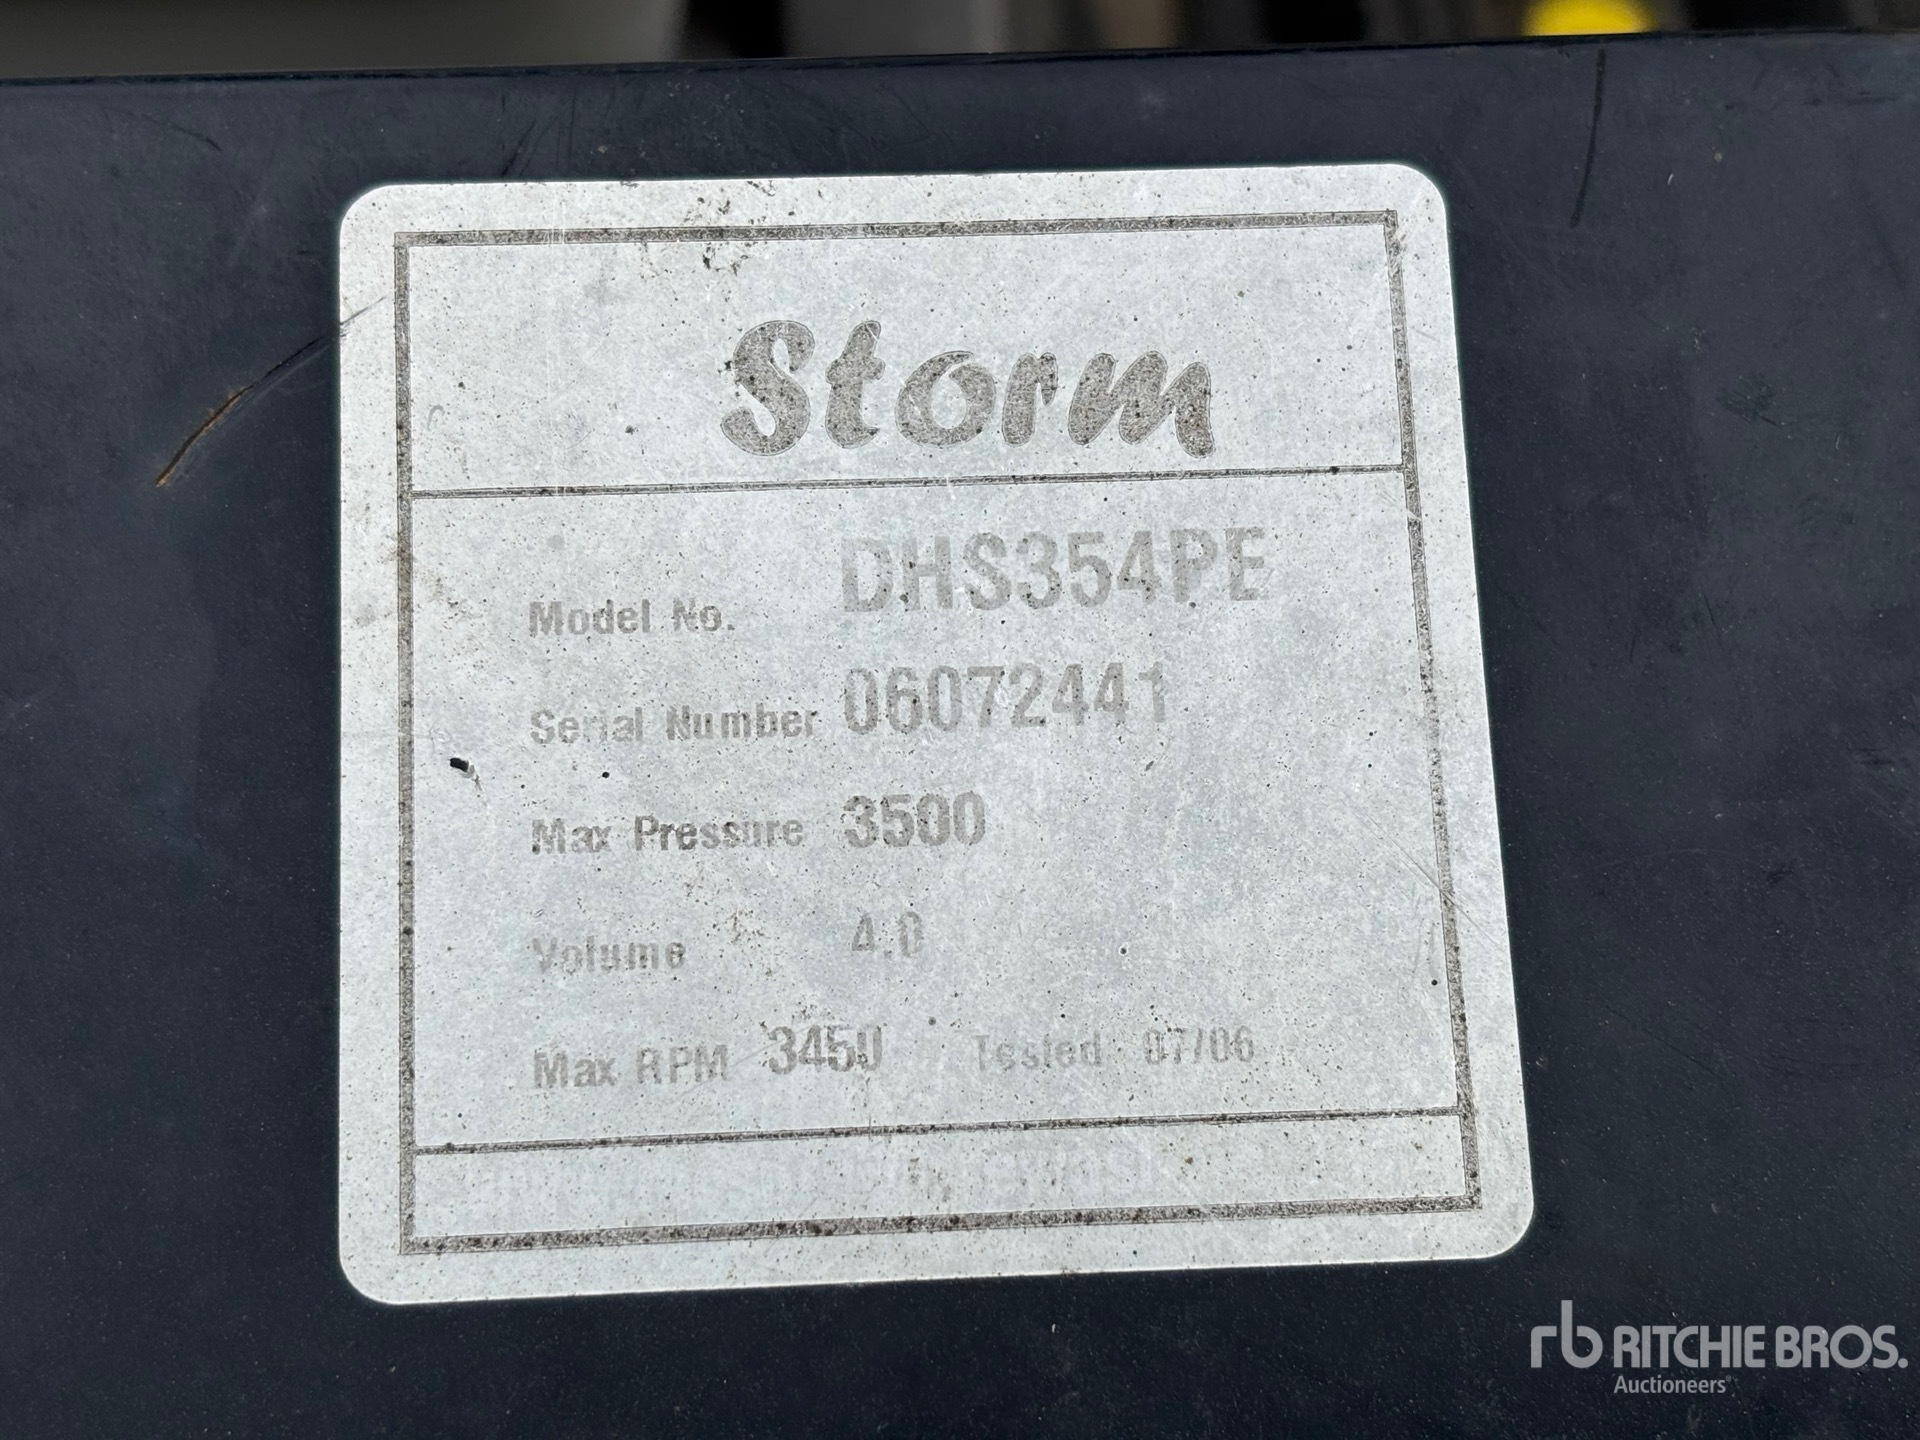 Storm
Model No. DHS354PE
Serial Number 06072441
Max Pressure 3500
Volume 4.0
Max RPM 3450 Tested 07/06
rb RITCHIE BROS.
Auctioneers